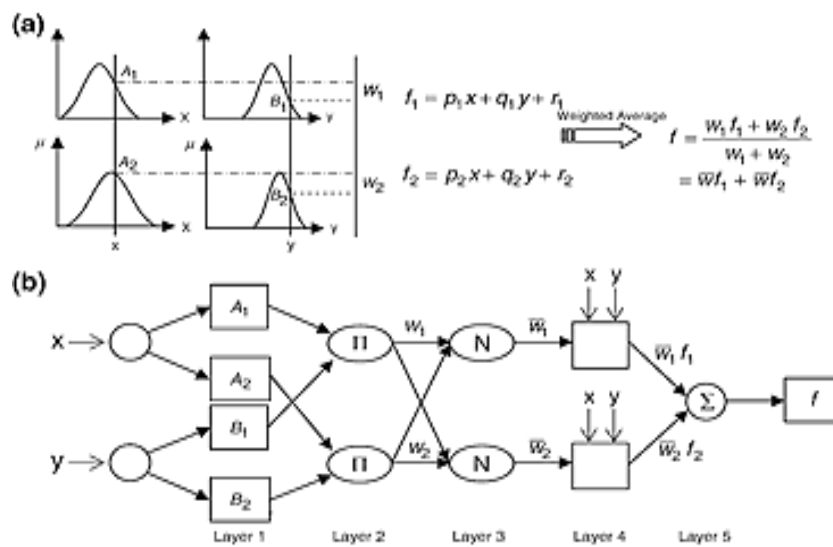 (a)
A₁
B₁
W₁
f₁ = p₁x + q₁y + r₁
Weighted Average
X
Y
f = w₁f₁ + w₂f₂ / w₁ + w₂
= w̅f₁ + w̅f₂
μ
A₂
μ
B₂
W₂
f₂ = p₂x + q₂y + r₂
X
Y
x
y
(b)
x
y
A₁
x
Π
w₁
N
w̅₁
w̅₁ f₁
A₂
Σ
f
B₁
x
y
y
Π
w₂
N
w̅₂
w̅₂ f₂
B₂
Layer 1
Layer 2
Layer 3
Layer 4
Layer 5